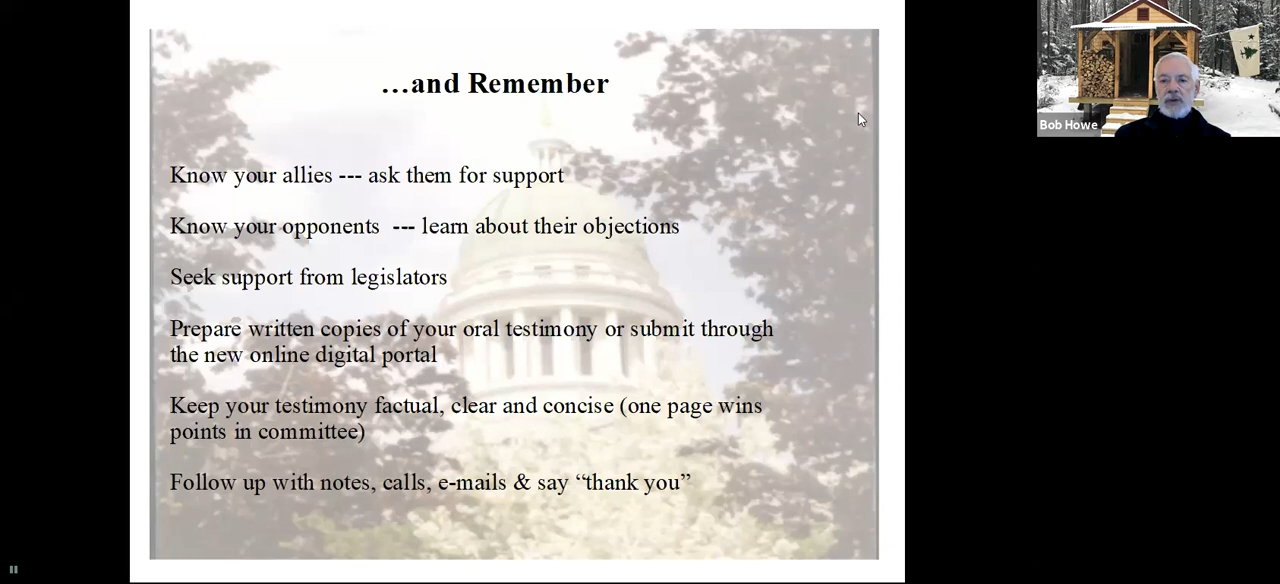 …and Remember
Know your allies --- ask them for support
Know your opponents  --- learn about their objections
Seek support from legislators
Prepare written copies of your oral testimony or submit through
the new online digital portal
Keep your testimony factual, clear and concise (one page wins
points in committee)
Follow up with notes, calls, e-mails & say “thank you”
Bob Howe